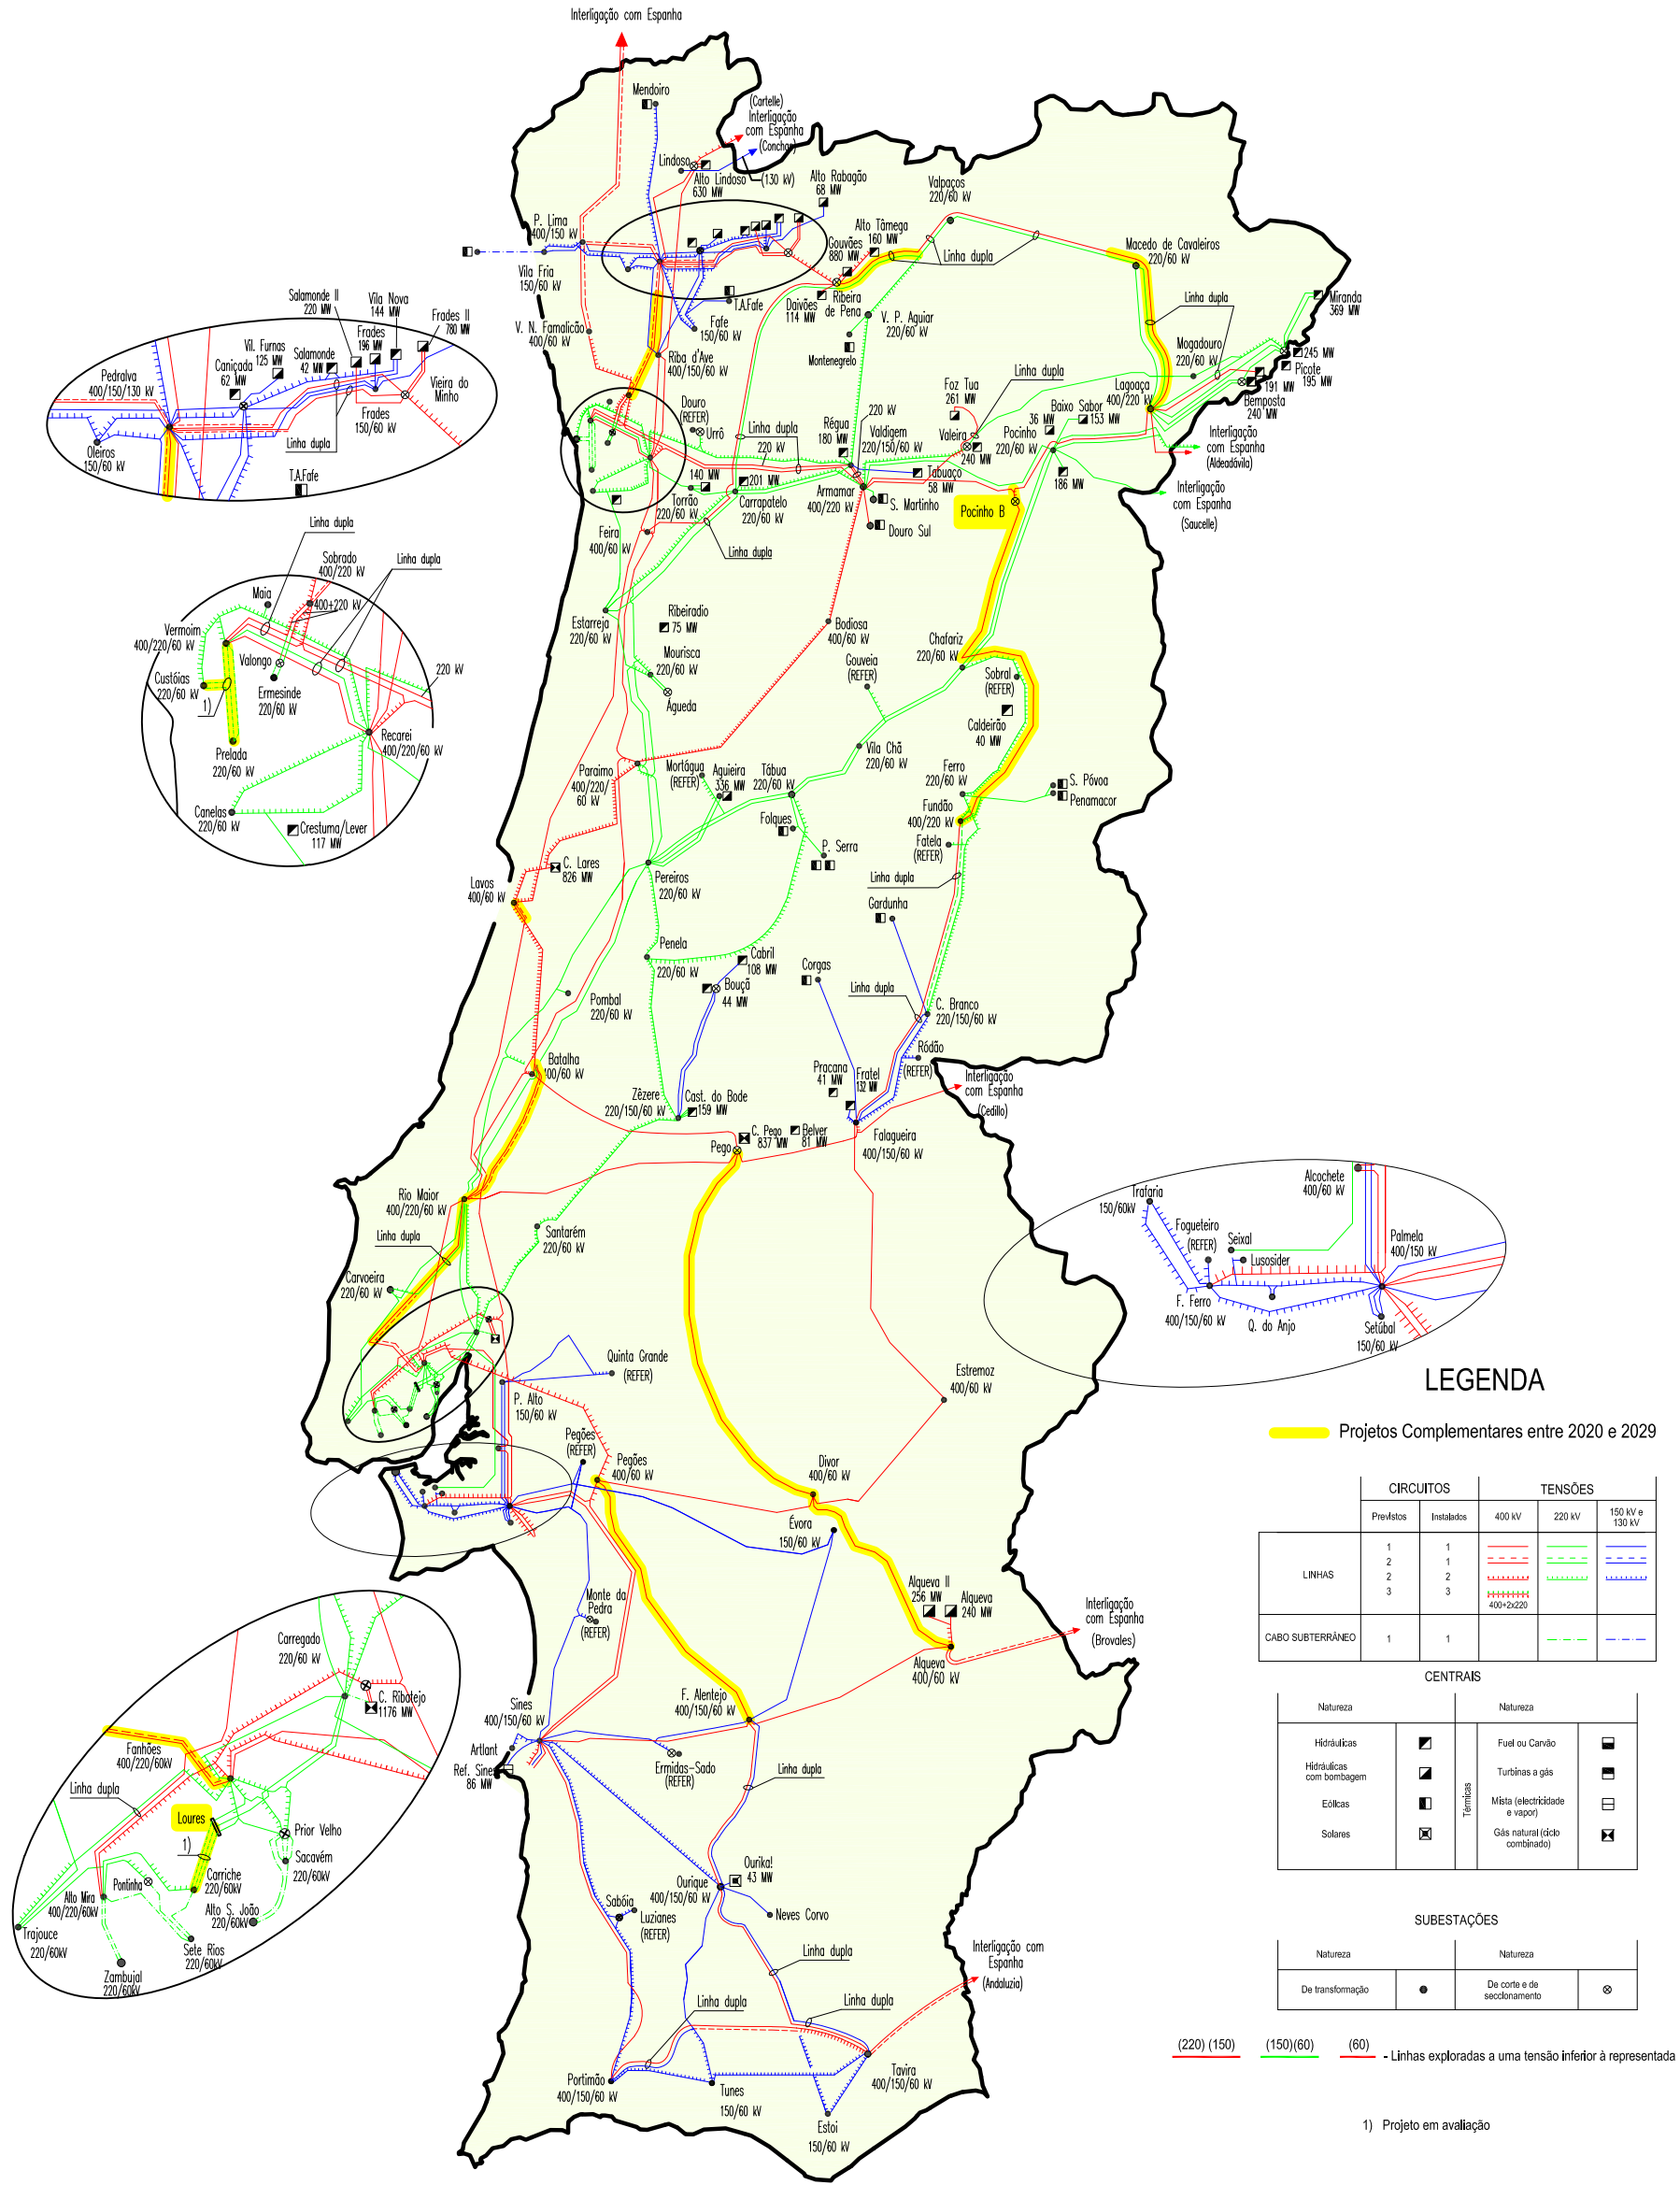 Interligação com Espanha
Mendoiro
(Cartelle)
Interligação
com Espanha
(Conchas)
(130 kV)
Lindoso
Alto Lindoso
630 MW
Alto Rabagão
68 MW
Valpaços
220/60 kV
P. Lima
400/150 kV
Alto Tâmega
160 MW
Gouvães
880 MW
Linha dupla
Macedo de Cavaleiros
220/60 kV
Vila Fria
150/60 kV
T.A.Fafe
Daivões
114 MW
Ribeira
de Pena
Linha dupla
Miranda
369 MW
V. N. Famalicão
400/60 kV
Fafe
150/60 kV
V. P. Aguiar
220/60 kV
Montenegrelo
Mogadouro
220/60 kV
245 MW
Picote
195 MW
191 MW
Bemposta
240 MW
Riba d'Ave
400/150/60 kV
Foz Tua
261 MW
Linha dupla
Lagoaça
400/220 kV
Douro
(REFER)
Urrô
220 kV
Baixo Sabor
36 MW
153 MW
Régua
180 MW
Valdigem
220/150/60 kV
Valeira
240 MW
Pocinho
220/60 kV
Interligação
com Espanha
(Aldeadávila)
Linha dupla
220 kV
140 MW
201 MW
Torrão
220/60 kV
Carrapatelo
220/60 kV
Tabuaço
58 MW
186 MW
Interligação
com Espanha
(Saucelle)
Armamar
400/220 kV
S. Martinho
Douro Sul
Pocinho B
Feira
400/60 kV
Linha dupla
Estarreja
220/60 kV
Ribeiradio
75 MW
Bodiosa
400/60 kV
Chafariz
220/60 kV
Mourisca
220/60 kV
Águeda
Gouveia
(REFER)
Sobral
(REFER)
Caldeirão
40 MW
Vila Chã
220/60 kV
Paraimo
400/220/
60 kV
Mortágua
(REFER)
Aguieira
336 MW
Tábua
220/60 kV
Ferro
220/60 kV
S. Póvoa
Penamacor
Fundão
400/220 kV
Folques
Fatela
(REFER)
P. Serra
C. Lares
826 MW
Lavos
400/60 kV
Pereiros
220/60 kV
Linha dupla
Gardunha
Penela
220/60 kV
Cabril
108 MW
Bouçã
44 MW
Corgas
Linha dupla
C. Branco
220/150/60 kV
Pombal
220/60 kV
Batalha
400/60 kV
Ródão
(REFER)
Pracana
41 MW
Fratel
132 MW
Interligação
com Espanha
(Cedillo)
Zêzere
220/150/60 kV
Cast. do Bode
159 MW
C. Pego
837 MW
Belver
81 MW
Pego
Falagueira
400/150/60 kV
Rio Maior
400/220/60 kV
Linha dupla
Santarém
220/60 kV
Carvoeira
220/60 kV
Quinta Grande
(REFER)
P. Alto
150/60 kV
Estremoz
400/60 kV
Pegões
(REFER)
Pegões
400/60 kV
Divor
400/60 kV
Évora
150/60 kV
Monte da
Pedra
(REFER)
Alqueva II
256 MW
Alqueva
240 MW
Interligação
com Espanha
(Brovales)
Alqueva
400/60 kV
Sines
400/150/60 kV
F. Alentejo
400/150/60 kV
Artlant
Ref. Sines
86 MW
Ermidas-Sado
(REFER)
Linha dupla
Ourika!
43 MW
Ourique
400/150/60 kV
Sabóia
Luzianes
(REFER)
Neves Corvo
Linha dupla
Interligação com
Espanha
(Andaluzia)
Linha dupla
Linha dupla
Portimão
400/150/60 kV
Tunes
150/60 kV
Tavira
400/150/60 kV
Estoi
150/60 kV
Salamonde II
220 MW
Vila Nova
144 MW
Frades II
780 MW
Frades
196 MW
Vil. Furnas
125 MW
Salamonde
42 MW
Caniçada
62 MW
Pedralva
400/150/130 kV
Vieira do
Minho
Frades
150/60 kV
Linha dupla
Oleiros
150/60 kV
T.A.Fafe
Linha dupla
Sobrado
400/220 kV
Linha dupla
Maia
400+220 kV
Vermoim
400/220/60 kV
Valongo
220 kV
Custóias
220/60 kV
Ermesinde
220/60 kV
1)
Recarei
400/220/60 kV
Prelada
220/60 kV
Canelas
220/60 kV
Crestuma/Lever
117 MW
Alcochete
400/60 kV
Trafaria
150/60kV
Fogueteiro
(REFER)
Seixal
Lusosider
Palmela
400/150 kV
F. Ferro
400/150/60 kV
Q. do Anjo
Setúbal
150/60 kV
Carregado
220/60 kV
C. Ribatejo
1176 MW
Fanhões
400/220/60kV
Linha dupla
Loures
1)
Prior Velho
Sacavém
220/60kV
Carriche
220/60kV
Pontinha
Alto Mira
400/220/60kV
Alto S. João
220/60kV
Trajouce
220/60kV
Sete Rios
220/60kV
Zambujal
220/60kV
LEGENDA
Projetos Complementares entre 2020 e 2029
CIRCUITOS TENSÕES
Previstos Instalados 400 kV 220 kV 150 kV e
130 kV
LINHAS
1 1
2 1
2 2
3 3
400+2x220
CABO SUBTERRÂNEO 1 1
CENTRAIS
Natureza Natureza
Hidráulicas
Hidráulicas
com bombagem
Eólicas
Solares
Térmicas
Fuel ou Carvão
Turbinas a gás
Mista (electricidade
e vapor)
Gás natural (ciclo
combinado)
SUBESTAÇÕES
Natureza Natureza
De transformação De corte e de
seccionamento
(220) (150) (150)(60) (60) - Linhas exploradas a uma tensão inferior à representada
1) Projeto em avaliação